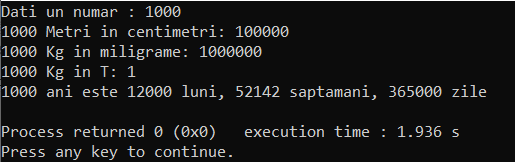 Dati un numar : 1000
1000 Metri in centimetri: 100000
1000 Kg in miligrame: 1000000
1000 Kg in T: 1
1000 ani este 12000 luni, 52142 saptamani, 365000 zile
Process returned 0 (0x0)   execution time : 1.936 s
Press any key to continue.